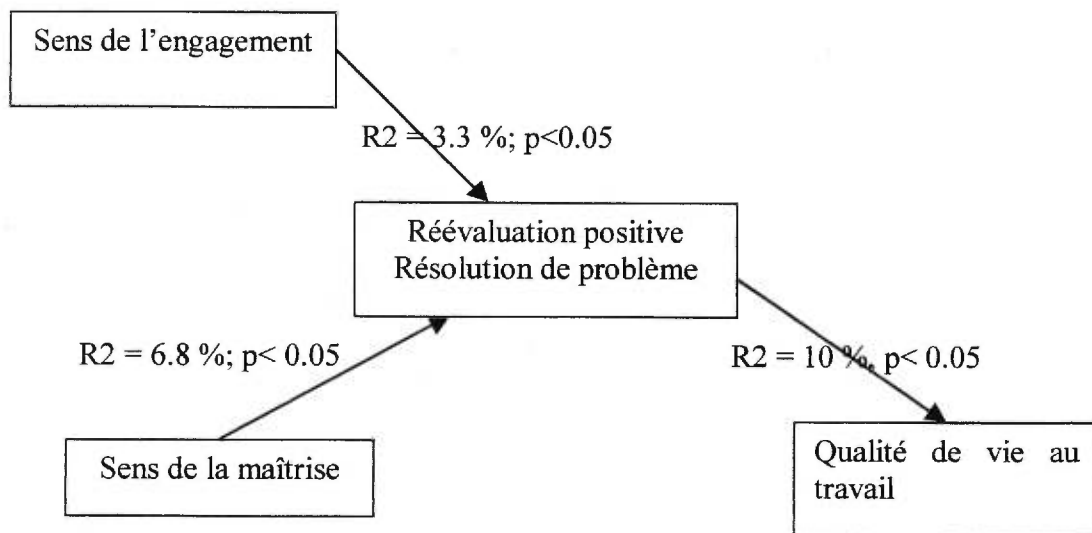 Sens de l'engagement
R2 = 3.3 %; p<0.05
Réévaluation positive
Résolution de problème
R2 = 6.8 %; p< 0.05
R2 = 10 %, p< 0.05
Sens de la maîtrise
Qualité de vie au
travail